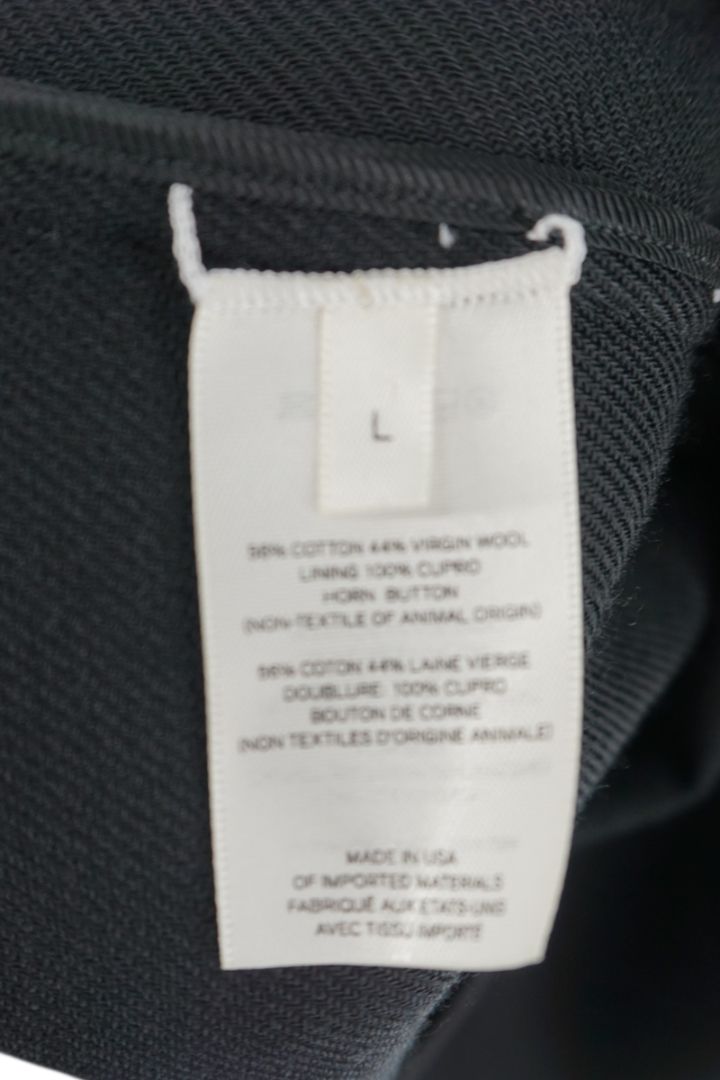 L
56% COTTON 44% VIRGIN WOOL
LINING 100% CUPRO
HORN BUTTON
(NON-TEXTILE OF ANIMAL ORIGIN)
56% COTON 44% LAINE VIERGE
DOUBLURE: 100% CUPRO
BOUTON DE CORNE
(NON TEXTILES D'ORIGINE ANIMALE)
MADE IN USA
OF IMPORTED MATERIALS
FABRIQUÉ AUX ETATS-UNIS
AVEC TISSU IMPORTÉ